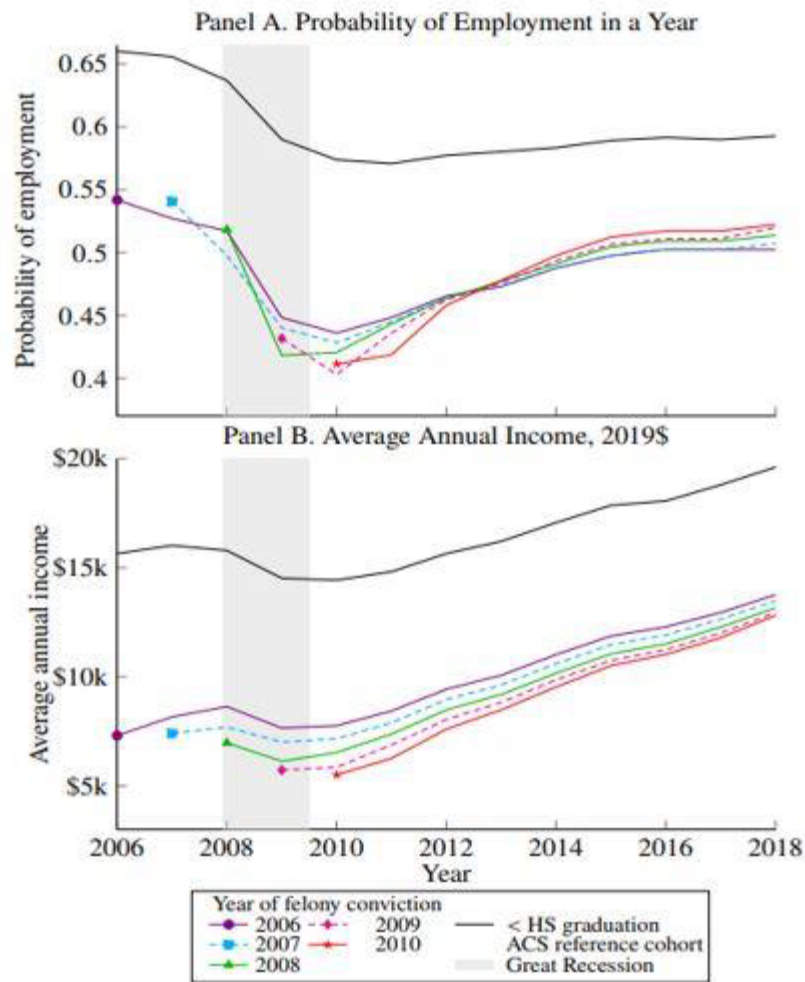 Panel A. Probability of Employment in a Year
0.65
0.6
0.55
0.5
0.45
0.4
Probability of employment
Panel B. Average Annual Income, 2019$
$20k
$15k
$10k
$5k
Average annual income
2006 2008 2010 2012 2014 2016 2018
Year
Year of felony conviction
2006 2009 < HS graduation
2007 2010 ACS reference cohort
2008 Great Recession